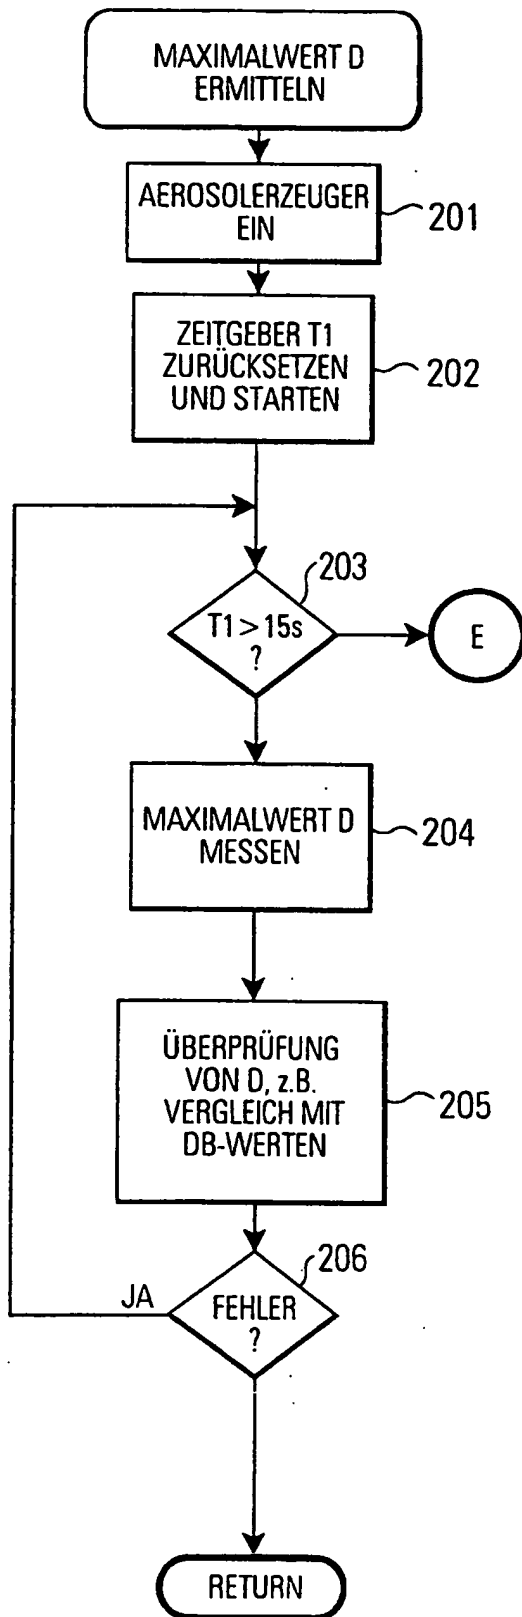 MAXIMALWERT D
ERMITTELN
AEROSOLERZEUGER
EIN
201
ZEITGEBER T1
ZURÜCKSETZEN
UND STARTEN
202
203
T1 > 15s
?
E
MAXIMALWERT D
MESSEN
204
ÜBERPRÜFUNG
VON D, z.B.
VERGLEICH MIT
DB-WERTEN
205
206
JA
FEHLER
?
RETURN